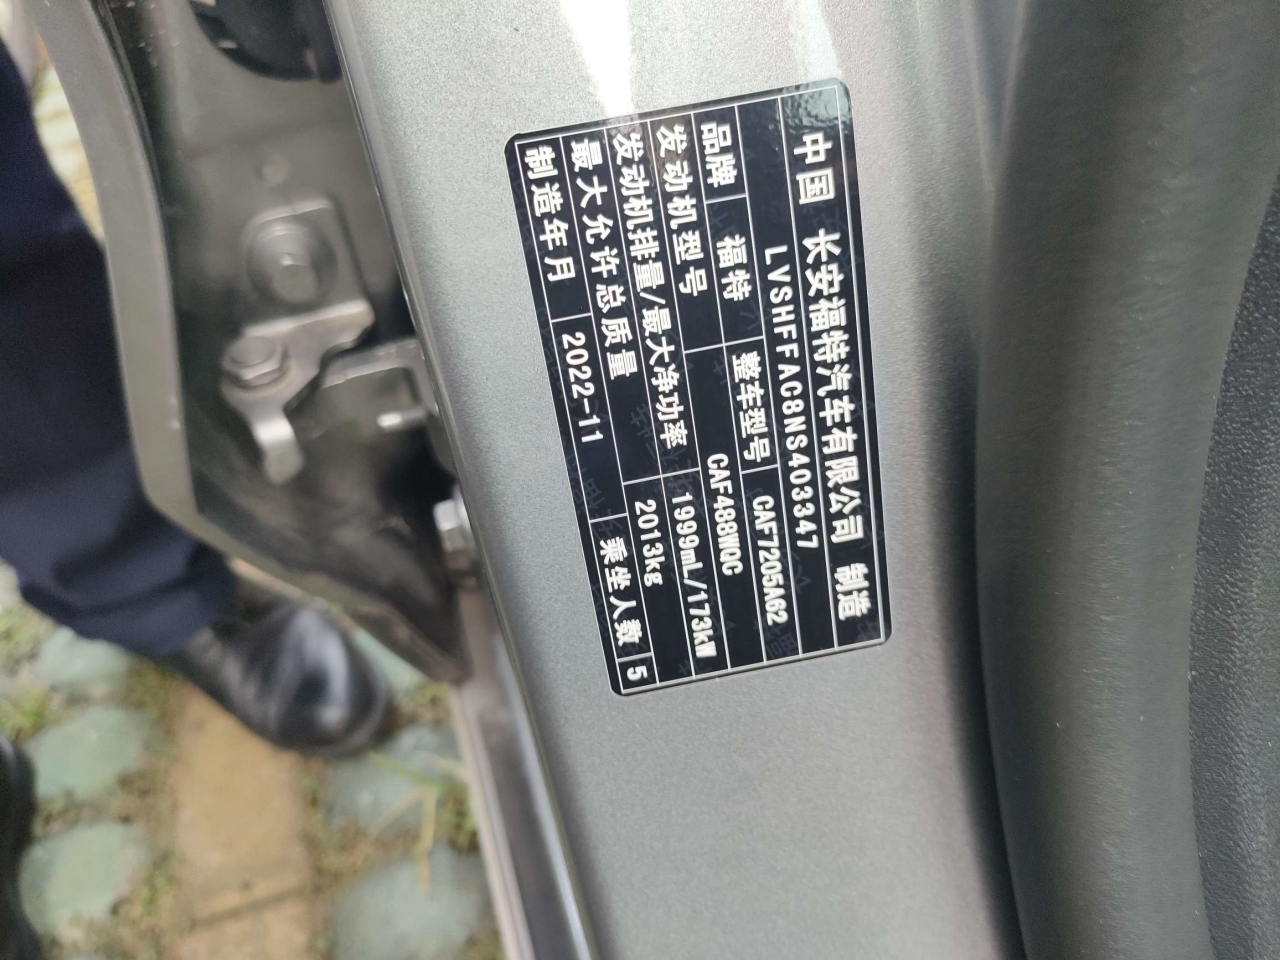 中国 长安福特汽车有限公司 制造
LVSHFFAC8NS403347
品牌 福特 整车型号 CAF7205A62
发动机型号 CAF488WQC
发动机排量/最大净功率 1999mL/173kW
最大允许总质量 2013kg
制造年月 2022-11 乘坐人数 5